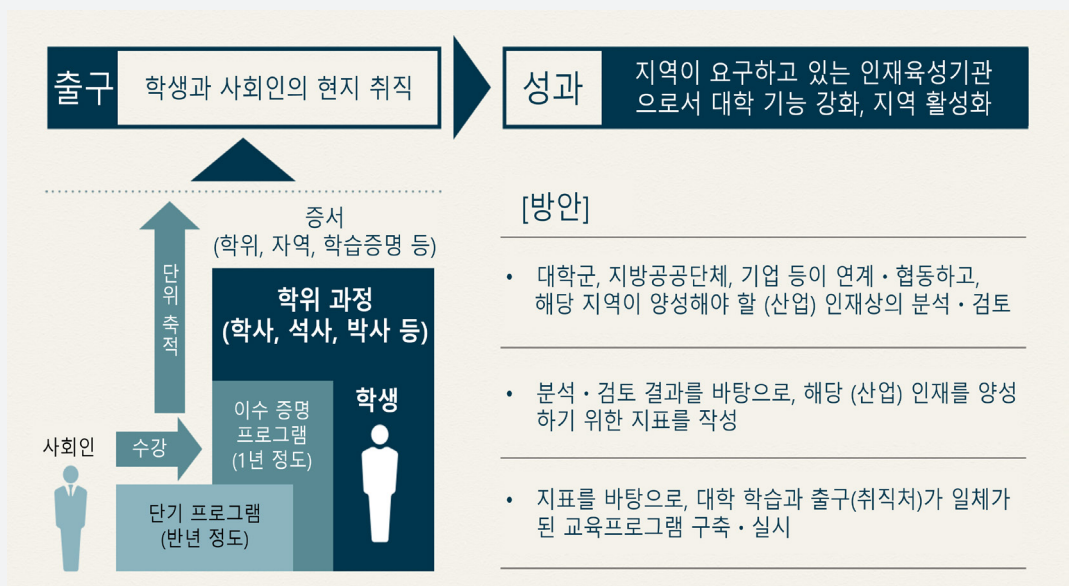 출구
학생과 사회인의 현지 취직
성과
지역이 요구하고 있는 인재육성기관
으로서 대학 기능 강화, 지역 활성화
증서
(학위, 자역, 학습증명 등)
단위 축적
학위 과정
(학사, 석사, 박사 등)
이수 증명
프로그램
(1년 정도)
학생
사회인
수강
단기 프로그램
(반년 정도)
[방안]
• 대학군, 지방공공단체, 기업 등이 연계・협동하고,
해당 지역이 양성해야 할 (산업) 인재상의 분석・검토
• 분석・검토 결과를 바탕으로, 해당 (산업) 인재를 양성
하기 위한 지표를 작성
• 지표를 바탕으로, 대학 학습과 출구(취직처)가 일체가
된 교육프로그램 구축・실시